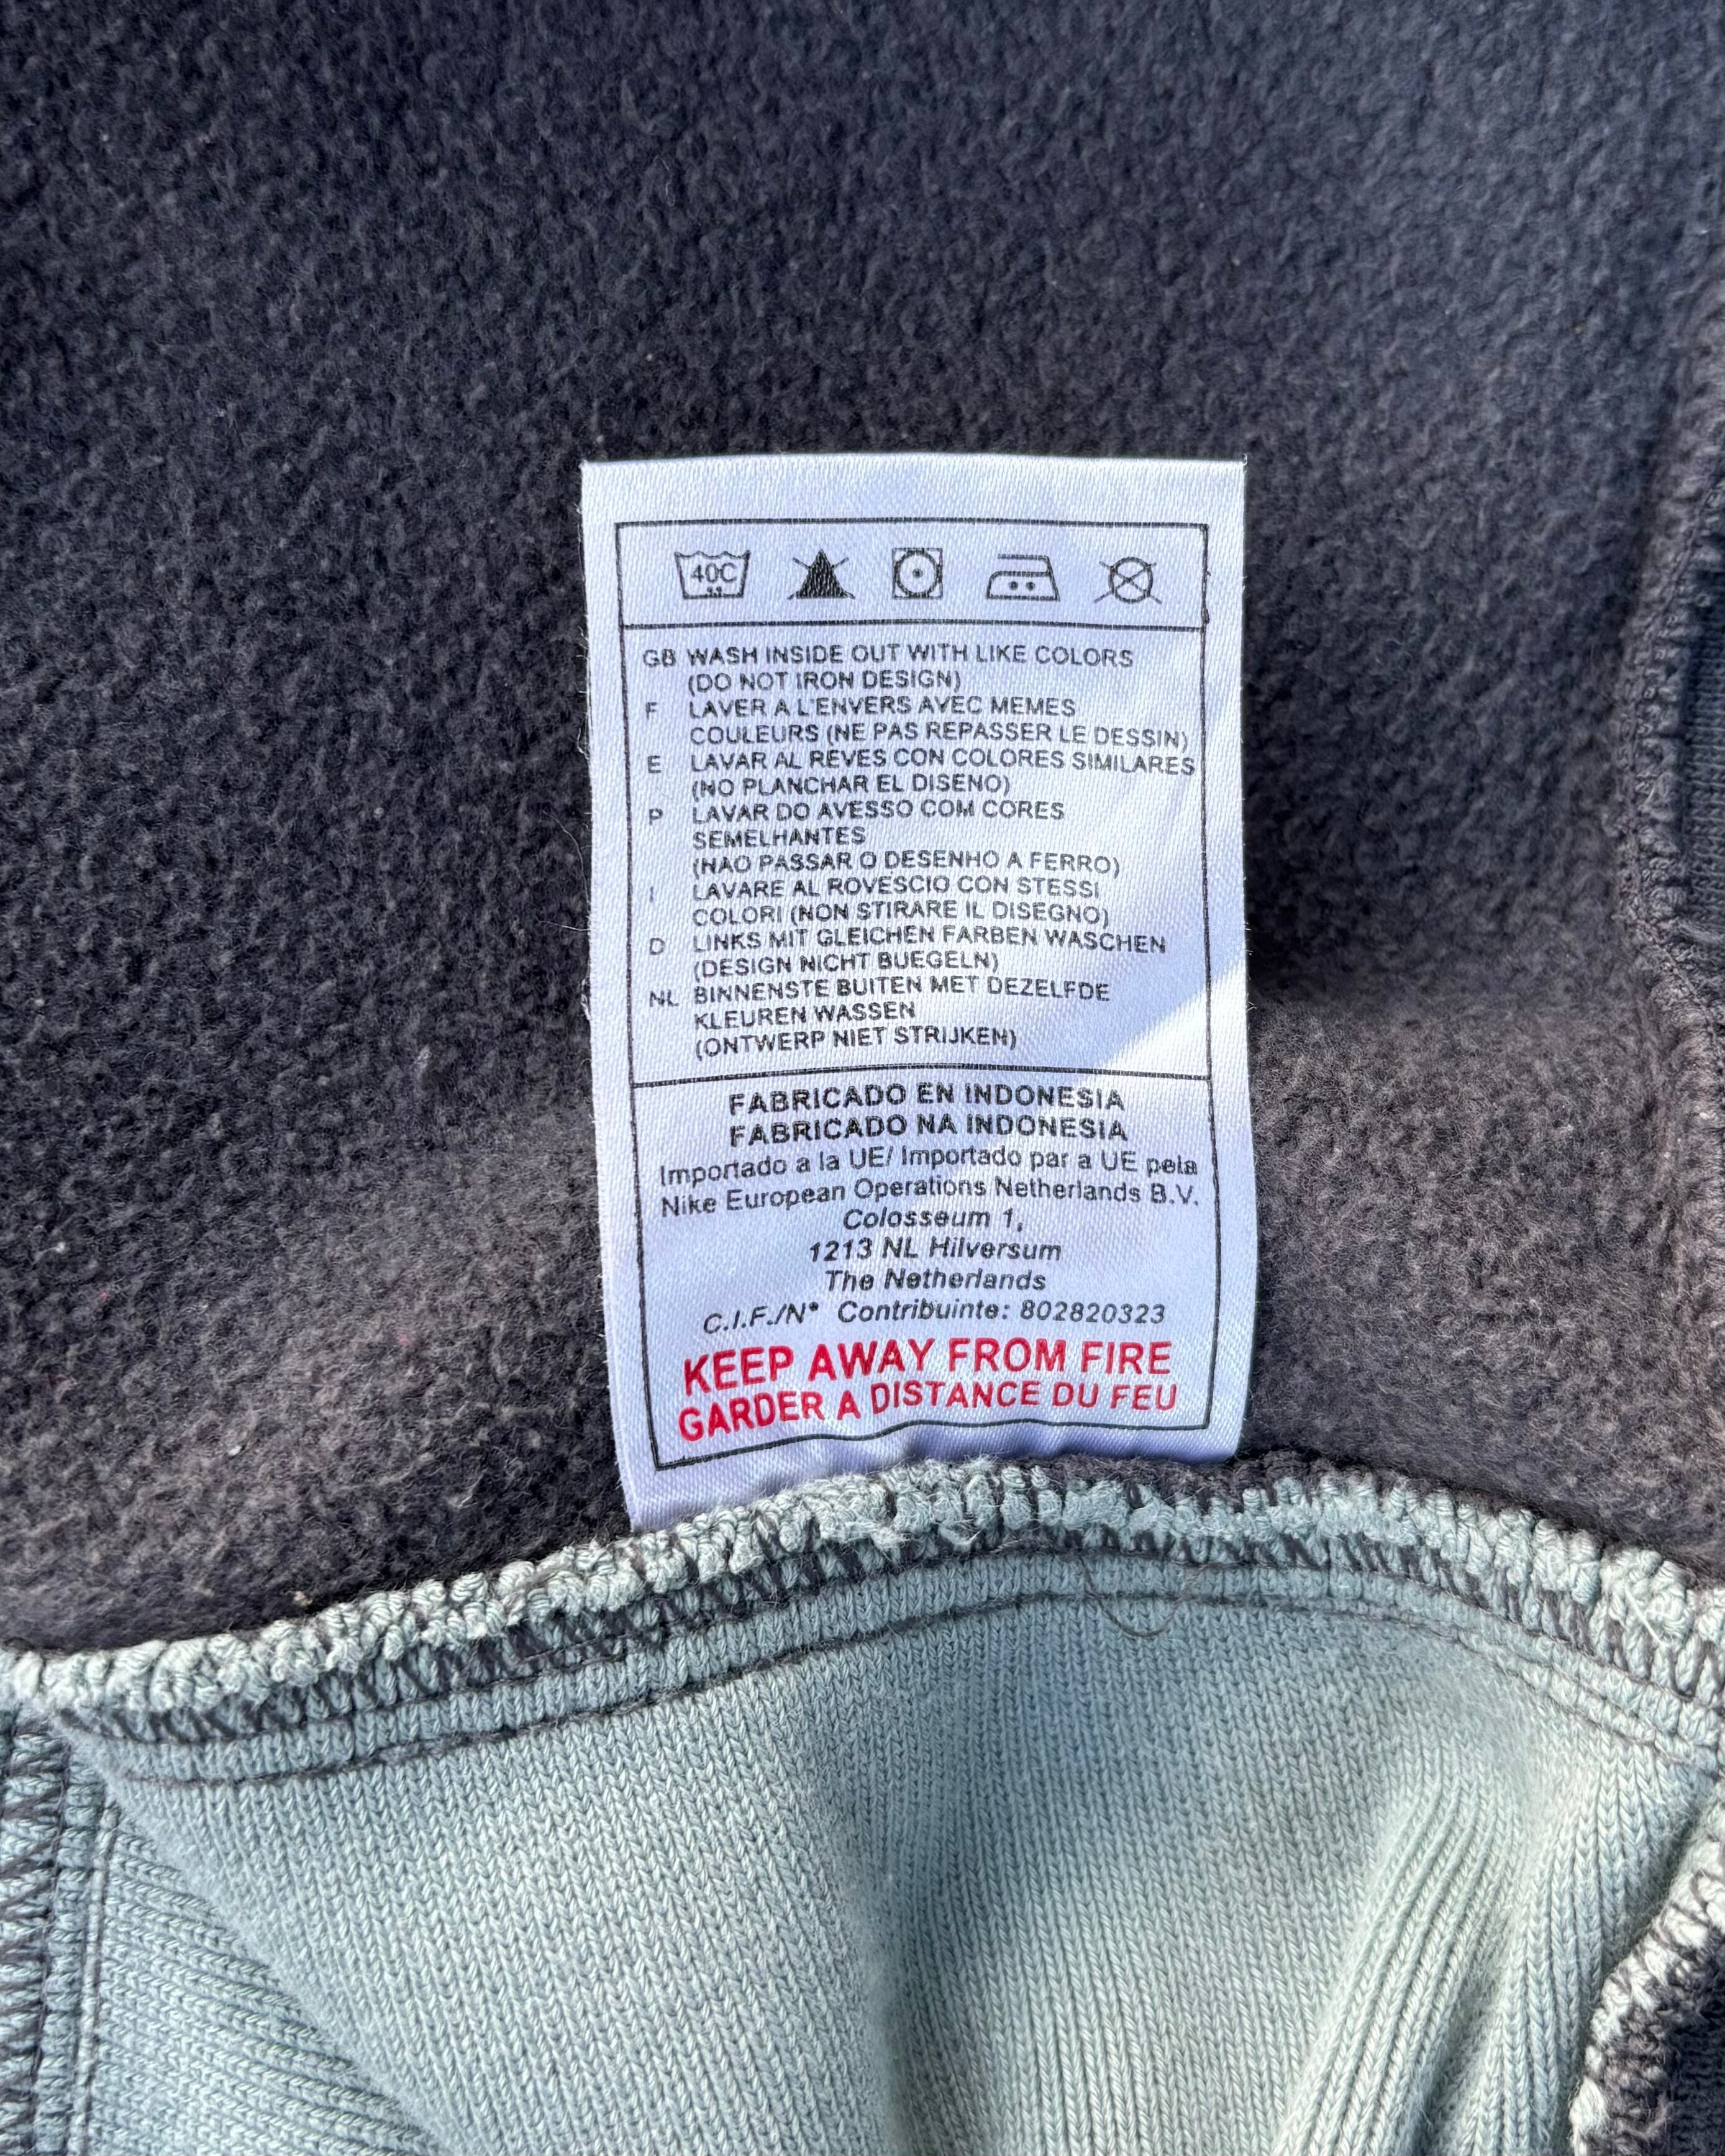 40C
GB WASH INSIDE OUT WITH LIKE COLORS
(DO NOT IRON DESIGN)
F LAVER A L'ENVERS AVEC MEMES
COULEURS (NE PAS REPASSER LE DESSIN)
E LAVAR AL REVES CON COLORES SIMILARES
(NO PLANCHAR EL DISENO)
P LAVAR DO AVESSO COM CORES
SEMELHANTES
(NAO PASSAR O DESENHO A FERRO)
I LAVARE AL ROVESCIO CON STESSI
COLORI (NON STIRARE IL DISEGNO)
D LINKS MIT GLEICHEN FARBEN WASCHEN
(DESIGN NICHT BUEGELN)
NL BINNENSTE BUITEN MET DEZELFDE
KLEUREN WASSEN
(ONTWERP NIET STRIJKEN)
FABRICADO EN INDONESIA
FABRICADO NA INDONESIA
Importado a la UE/ Importado par a UE pela
Nike European Operations Netherlands B.V.
Colosseum 1,
1213 NL Hilversum
The Netherlands
C.I.F./N° Contribuinte: 802820323
KEEP AWAY FROM FIRE
GARDER A DISTANCE DU FEU